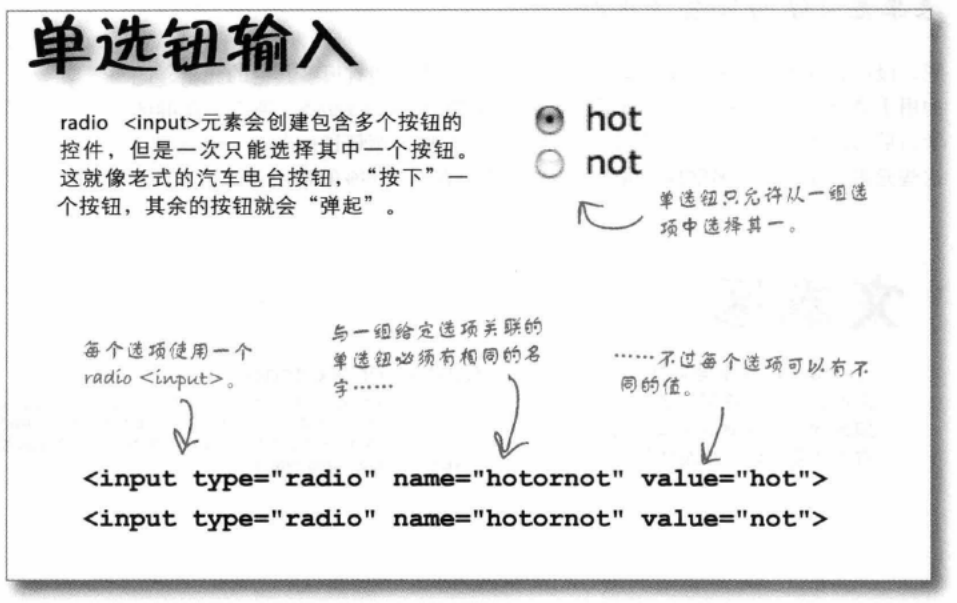 单选钮输入
radio <input>元素会创建包含多个按钮的
控件，但是一次只能选择其中一个按钮。
这就像老式的汽车电台按钮，“按下”一
个按钮，其余的按钮就会“弹起”。
hot
not
单选钮只允许从一组选
项中选择其一。
每个选项使用一个
radio <input>。
与一组给定选项关联的
单选钮必须有相同的名
字……
……不过每个选项可以有不
同的值。
<input type="radio" name="hotornot" value="hot">
<input type="radio" name="hotornot" value="not">